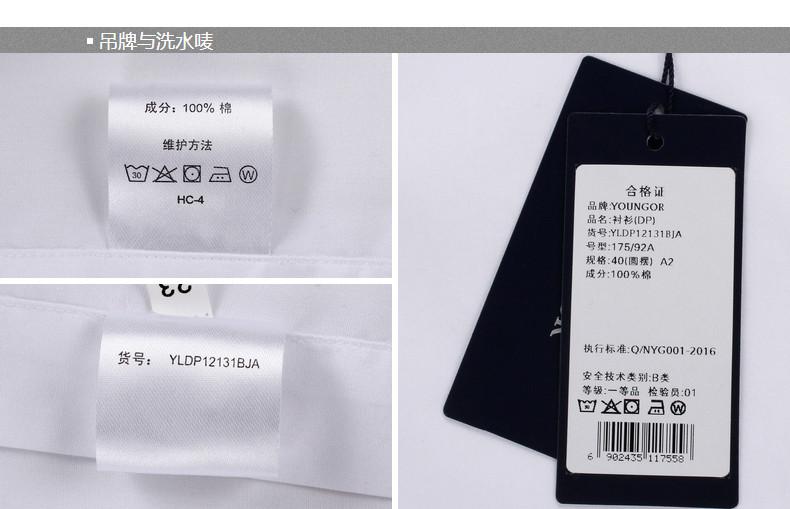 吊牌与洗水唛
成分：100% 棉
维护方法
30 W
HC-4
货号： YLDP12131BJA
合格证
品牌:YOUNGOR
品名:衬衫(DP)
货号:YLDP12131BJA
号型:175/92A
规格:40(圆摆) A2
成分:100%棉
执行标准:Q/NYG001-2016
安全技术类别:B类
等级:一等品 检验员:01
30 W
6 902435 117558